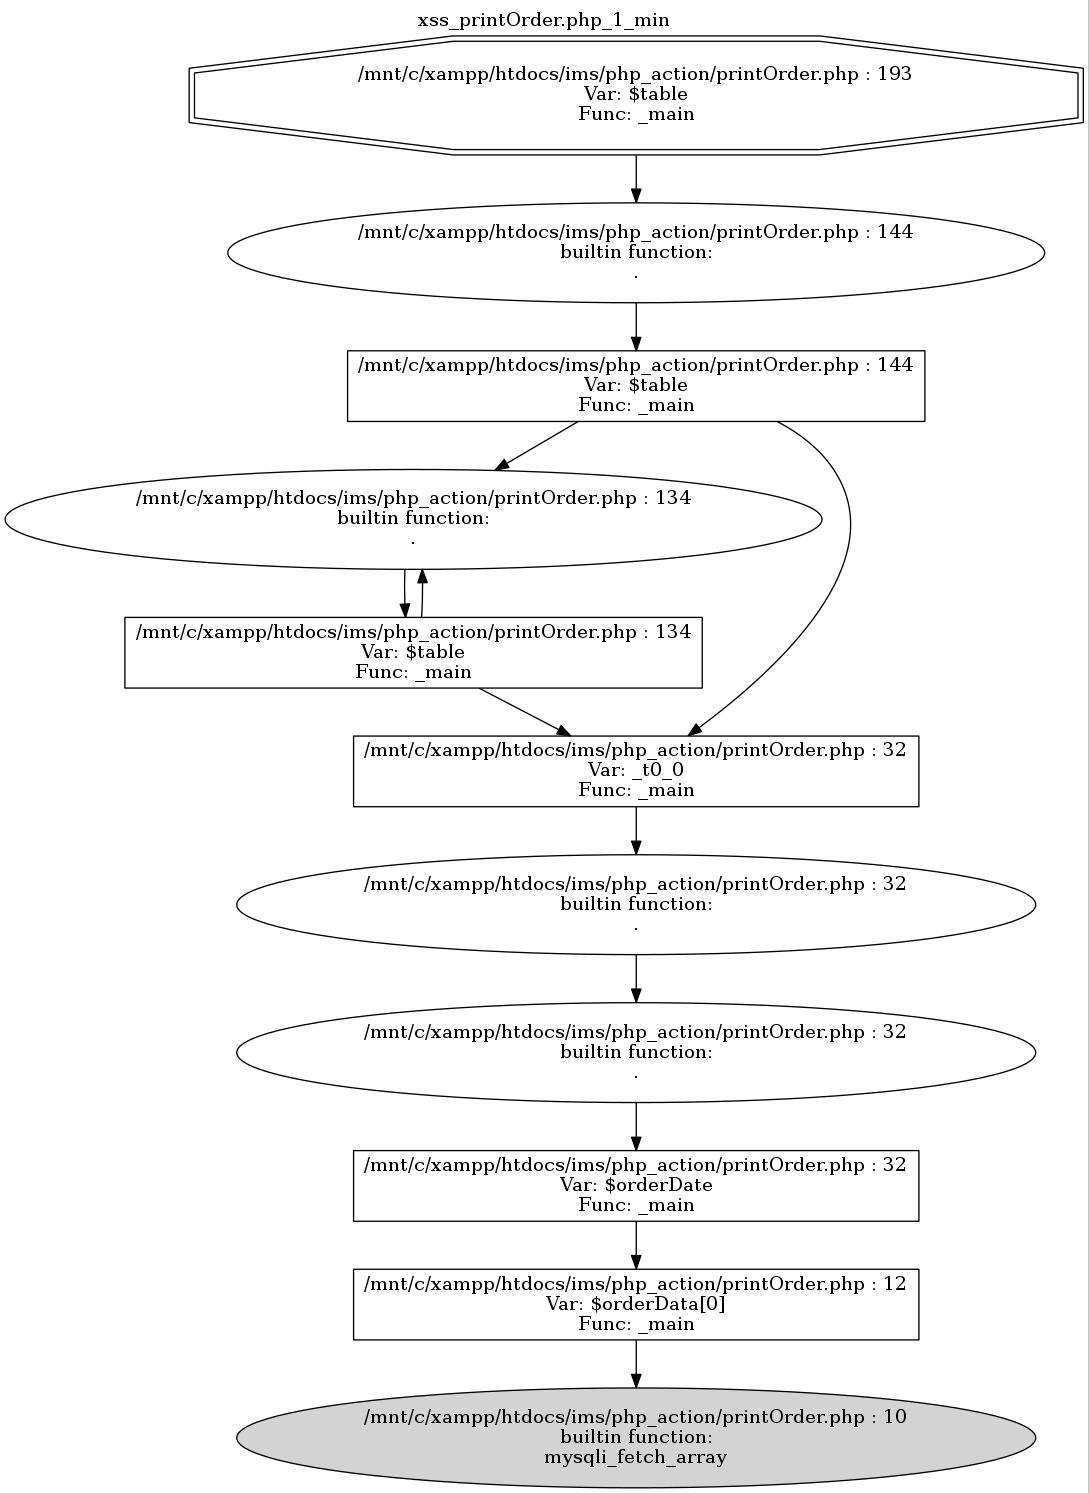 xss_printOrder.php_1_min
/mnt/c/xampp/htdocs/ims/php_action/printOrder.php : 193
Var: $table
Func: _main
/mnt/c/xampp/htdocs/ims/php_action/printOrder.php : 144
builtin function:
.
/mnt/c/xampp/htdocs/ims/php_action/printOrder.php : 144
Var: $table
Func: _main
/mnt/c/xampp/htdocs/ims/php_action/printOrder.php : 134
builtin function:
.
/mnt/c/xampp/htdocs/ims/php_action/printOrder.php : 134
Var: $table
Func: _main
/mnt/c/xampp/htdocs/ims/php_action/printOrder.php : 32
Var: _t0_0
Func: _main
/mnt/c/xampp/htdocs/ims/php_action/printOrder.php : 32
builtin function:
.
/mnt/c/xampp/htdocs/ims/php_action/printOrder.php : 32
builtin function:
.
/mnt/c/xampp/htdocs/ims/php_action/printOrder.php : 32
Var: $orderDate
Func: _main
/mnt/c/xampp/htdocs/ims/php_action/printOrder.php : 12
Var: $orderData[0]
Func: _main
/mnt/c/xampp/htdocs/ims/php_action/printOrder.php : 10
builtin function:
mysqli_fetch_array